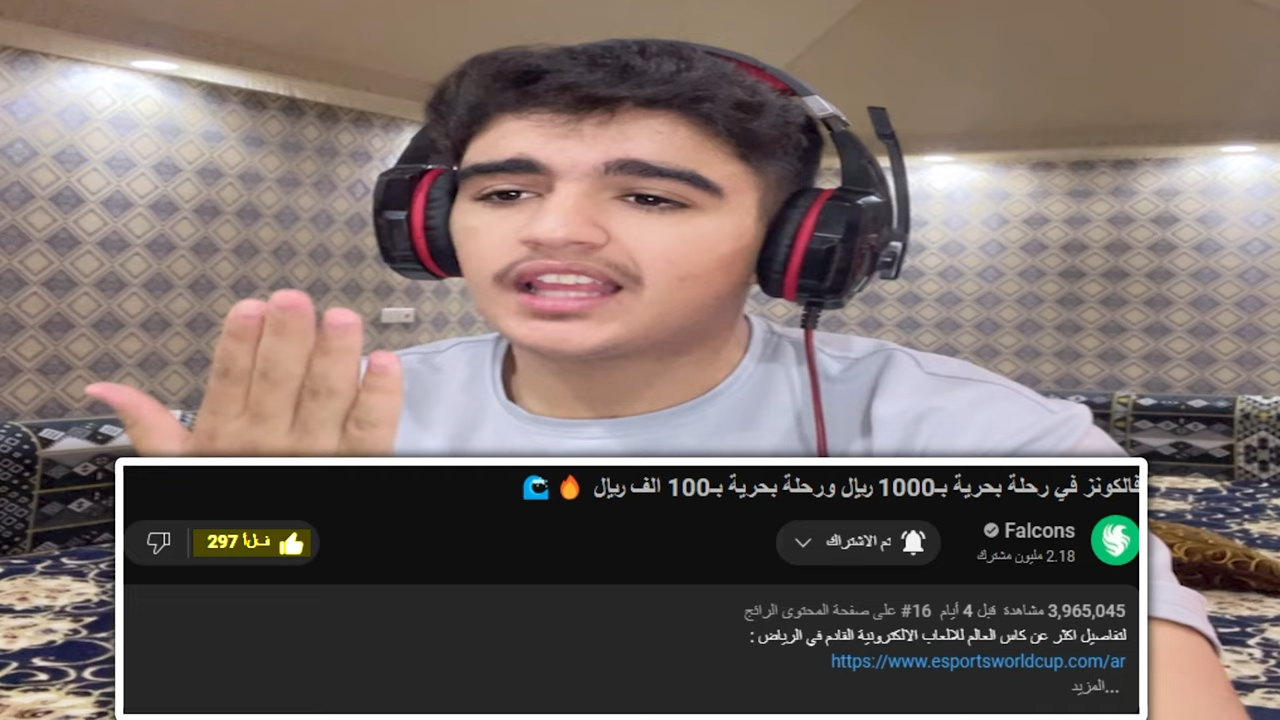 فالكونز في رحلة بحرية بـ1000 ريال ورحلة بحرية بـ100 الف ريال 🔥
Falcons
2.18 مليون مشترك
تم الاشتراك
297 ألف
3,965,045 مشاهدة قبل 4 أيام #16 على صفحة المحتوى الرائج
لتفاصيل اكثر عن كاس العالم للالعاب الالكترونية القادم في الرياض :
https://www.esportsworldcup.com/ar
...المزيد